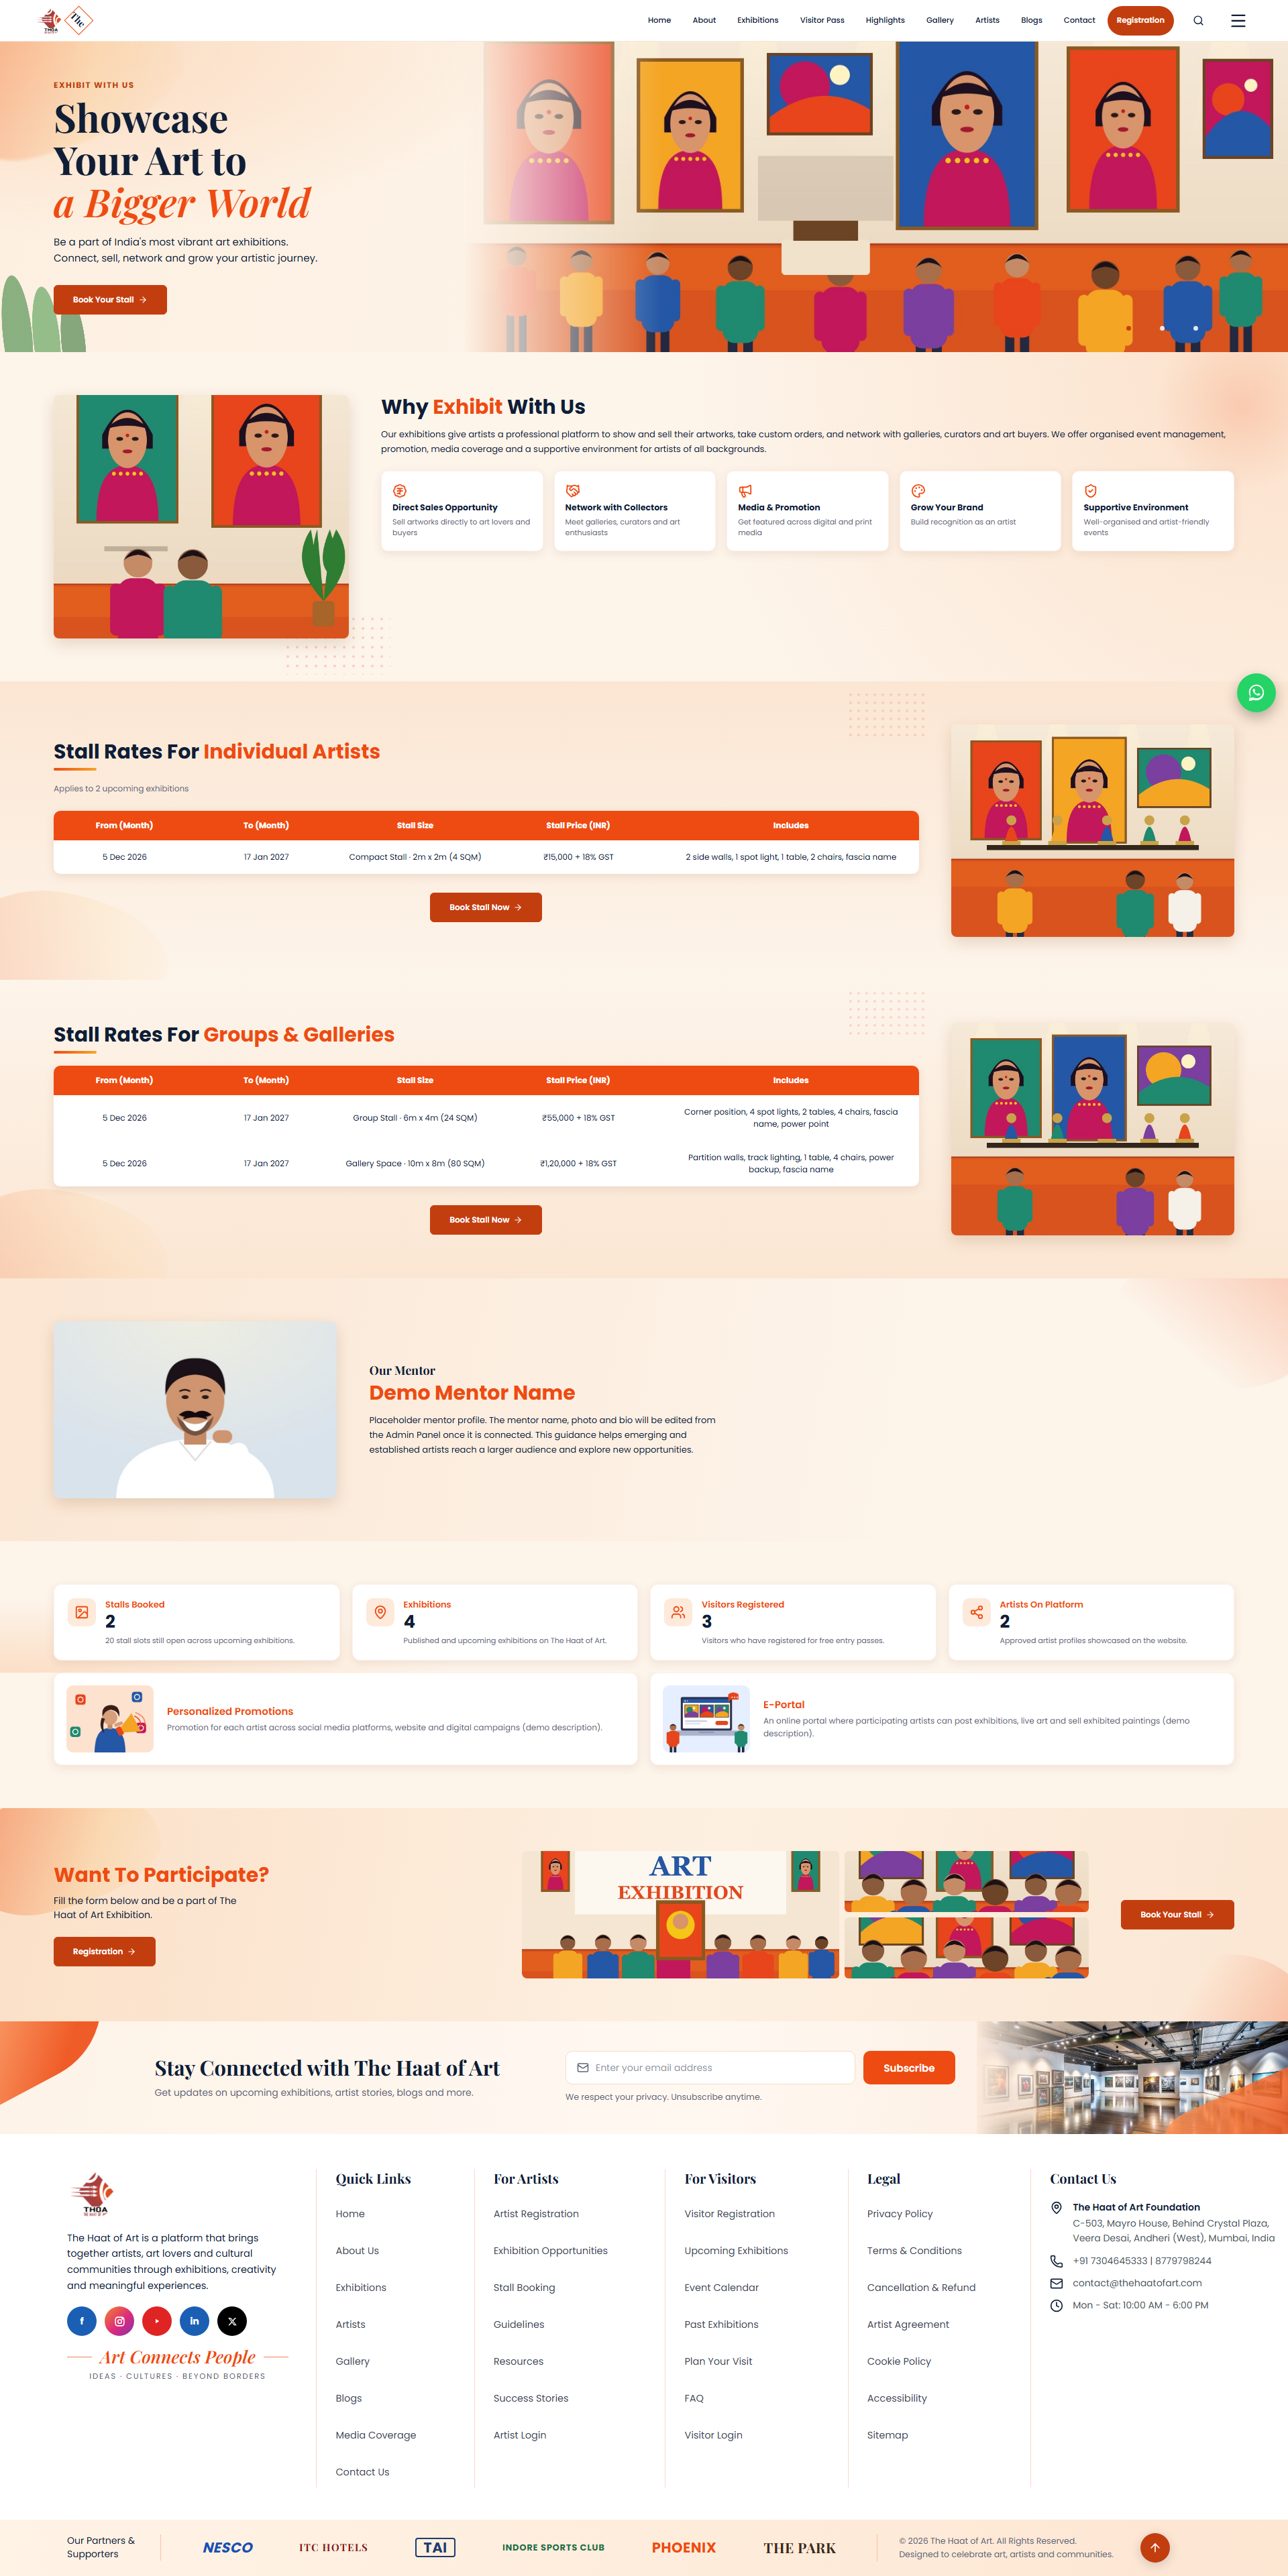 THOA
The
Home About Exhibitions Visitor Pass Highlights Gallery Artists Blogs Contact Registration
EXHIBIT WITH US
Showcase
Your Art to
a Bigger World
Be a part of India's most vibrant art exhibitions.
Connect, sell, network and grow your artistic journey.
Book Your Stall
Why Exhibit With Us
Our exhibitions give artists a professional platform to show and sell their artworks, take custom orders, and network with galleries, curators and art buyers. We offer organised event management,
promotion, media coverage and a supportive environment for artists of all backgrounds.
Direct Sales Opportunity
Sell artworks directly to art lovers and
buyers
Network with Collectors
Meet galleries, curators and art
enthusiasts
Media & Promotion
Get featured across digital and print
media
Grow Your Brand
Build recognition as an artist
Supportive Environment
Well-organised and artist-friendly
events
Stall Rates For Individual Artists
Applies to 2 upcoming exhibitions
From (Month) To (Month) Stall Size Stall Price (INR) Includes
5 Dec 2026 17 Jan 2027 Compact Stall · 2m x 2m (4 SQM) ₹15,000 + 18% GST 2 side walls, 1 spot light, 1 table, 2 chairs, fascia name
Book Stall Now
Stall Rates For Groups & Galleries
From (Month) To (Month) Stall Size Stall Price (INR) Includes
5 Dec 2026 17 Jan 2027 Group Stall · 6m x 4m (24 SQM) ₹55,000 + 18% GST Corner position, 4 spot lights, 2 tables, 4 chairs, fascia
name, power point
5 Dec 2026 17 Jan 2027 Gallery Space · 10m x 8m (80 SQM) ₹1,20,000 + 18% GST Partition walls, track lighting, 1 table, 4 chairs, power
backup, fascia name
Book Stall Now
Our Mentor
Demo Mentor Name
Placeholder mentor profile. The mentor name, photo and bio will be edited from
the Admin Panel once it is connected. This guidance helps emerging and
established artists reach a larger audience and explore new opportunities.
Stalls Booked
2
20 stall slots still open across upcoming exhibitions.
Exhibitions
4
Published and upcoming exhibitions on The Haat of Art.
Visitors Registered
3
Visitors who have registered for free entry passes.
Artists On Platform
2
Approved artist profiles showcased on the website.
Personalized Promotions
Promotion for each artist across social media platforms, website and digital campaigns (demo description).
E-Portal
An online portal where participating artists can post exhibitions, live art and sell exhibited paintings (demo
description).
Want To Participate?
Fill the form below and be a part of The
Haat of Art Exhibition.
Registration
ART
EXHIBITION
Book Your Stall
Stay Connected with The Haat of Art
Get updates on upcoming exhibitions, artist stories, blogs and more.
Enter your email address
Subscribe
We respect your privacy. Unsubscribe anytime.
THOA
The Haat of Art is a platform that brings
together artists, art lovers and cultural
communities through exhibitions, creativity
and meaningful experiences.
Art Connects People
IDEAS · CULTURES · BEYOND BORDERS
Quick Links
Home
About Us
Exhibitions
Artists
Gallery
Blogs
Media Coverage
Contact Us
For Artists
Artist Registration
Exhibition Opportunities
Stall Booking
Guidelines
Resources
Success Stories
Artist Login
For Visitors
Visitor Registration
Upcoming Exhibitions
Event Calendar
Past Exhibitions
Plan Your Visit
FAQ
Visitor Login
Legal
Privacy Policy
Terms & Conditions
Cancellation & Refund
Artist Agreement
Cookie Policy
Accessibility
Sitemap
Contact Us
The Haat of Art Foundation
C-503, Mayro House, Behind Crystal Plaza,
Veera Desai, Andheri (West), Mumbai, India
+91 7304645333 | 8779798244
contact@thehaatofart.com
Mon - Sat: 10:00 AM - 6:00 PM
Our Partners &
Supporters
NESCO
ITC HOTELS
TAI
INDORE SPORTS CLUB
PHOENIX
THE PARK
© 2026 The Haat of Art. All Rights Reserved.
Designed to celebrate art, artists and communities.